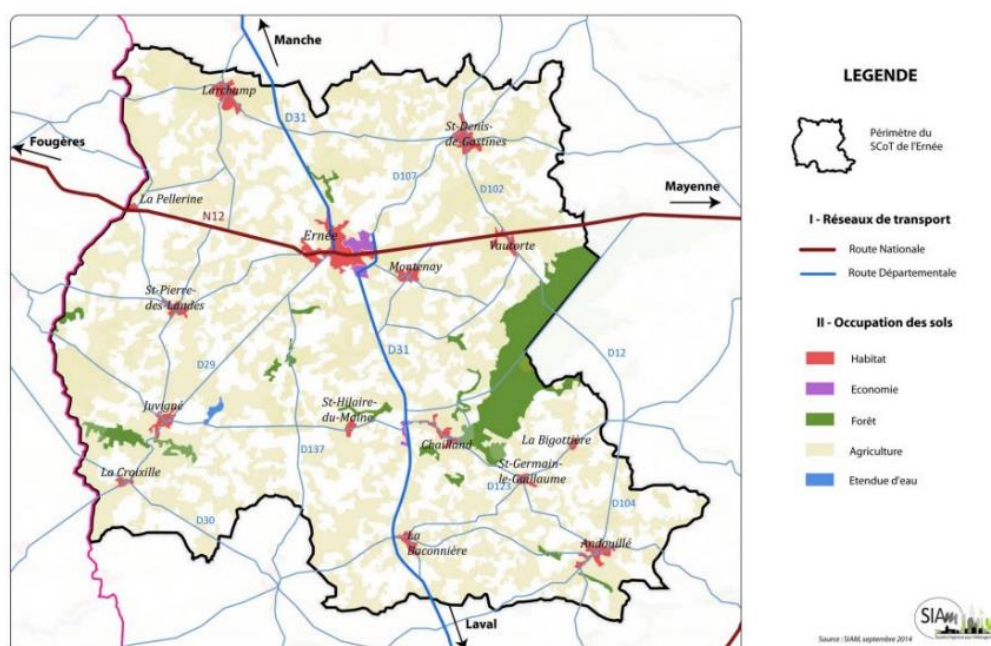 Manche
Larchamp
D31
St-Denis-
de-Gastines
Fougères
D107
D102
Mayenne
La Pellerine
N12
Ernée
Vautorte
Montenay
St-Pierre-
des-Landes
D31
D12
D29
Juvigné
St-Hilaire-
du-Maine
Chailland
La Bigottière
D137
La Croixille
St-Germain-
le-Guillaume
D123
D104
D30
La
Baconnière
Andouillé
Laval
LEGENDE
Périmètre du
SCoT de l'Ernée
I - Réseaux de transport
Route Nationale
Route Départementale
II - Occupation des sols
Habitat
Economie
Forêt
Agriculture
Etendue d'eau
SIAM
Source : SIAM, septembre 2014